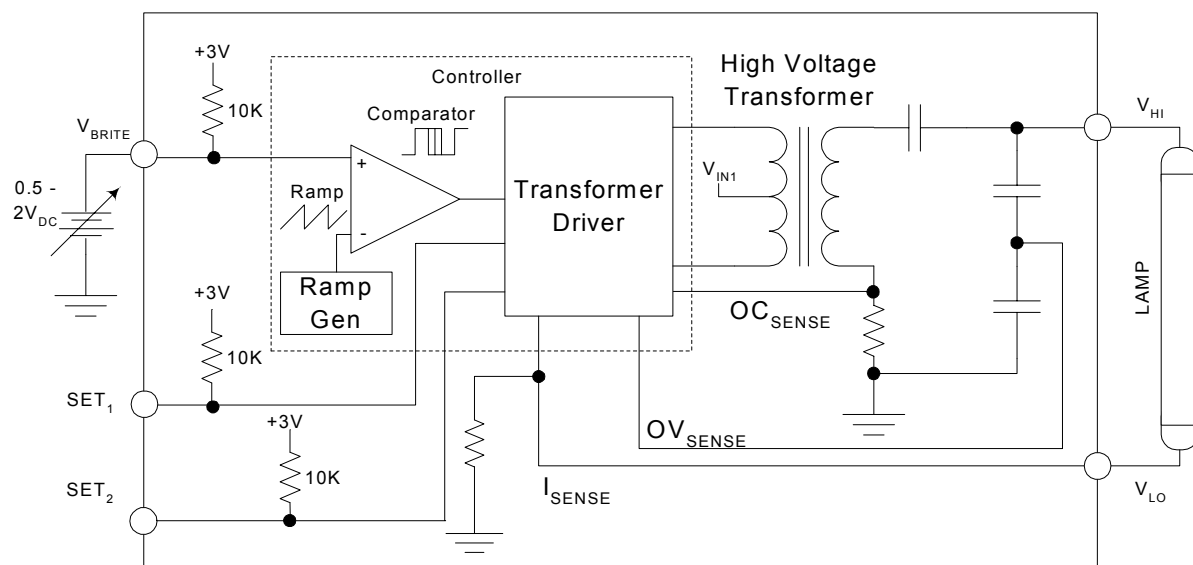 +3V
10K
Controller
Comparator
High Voltage
Transformer
V_BRITE
V_HI
0.5 -
2V_DC
Ramp
+
-
Transformer
Driver
V_IN1
Ramp
Gen
OC_SENSE
LAMP
+3V
10K
SET_1
+3V
10K
OV_SENSE
SET_2
I_SENSE
V_LO